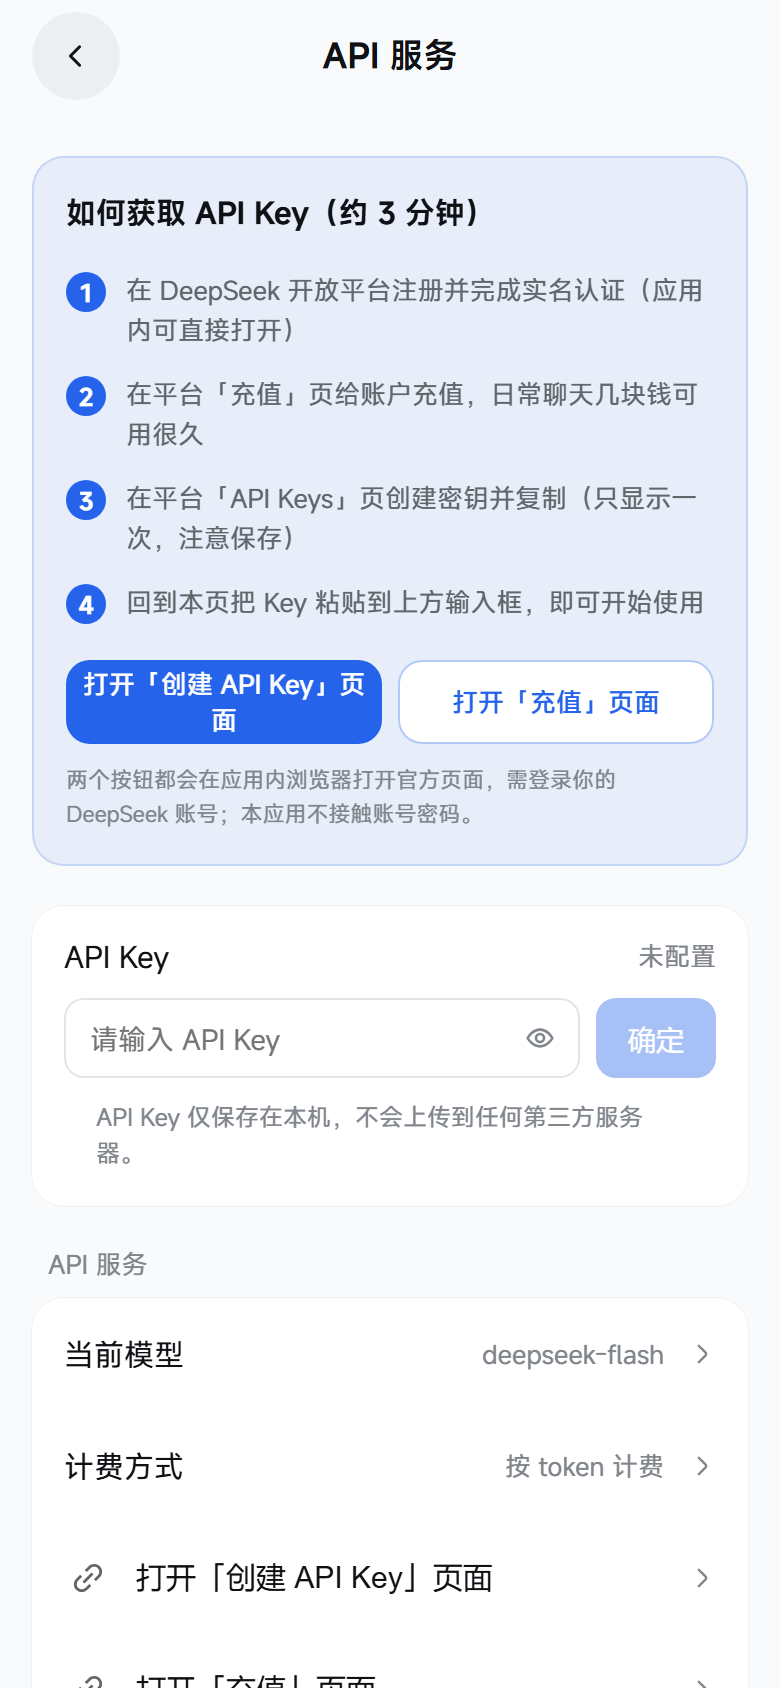 API 服务
如何获取 API Key（约 3 分钟）
1 在 DeepSeek 开放平台注册并完成实名认证（应用
内可直接打开）
2 在平台「充值」页给账户充值，日常聊天几块钱可
用很久
3 在平台「API Keys」页创建密钥并复制（只显示一
次，注意保存）
4 回到本页把 Key 粘贴到上方输入框，即可开始使用
打开「创建 API Key」页
面
打开「充值」页面
两个按钮都会在应用内浏览器打开官方页面，需登录你的
DeepSeek 账号；本应用不接触账号密码。
API Key 未配置
请输入 API Key 确定
API Key 仅保存在本机，不会上传到任何第三方服务
器。
API 服务
当前模型 deepseek-flash
计费方式 按 token 计费
打开「创建 API Key」页面
打开「充值」页面